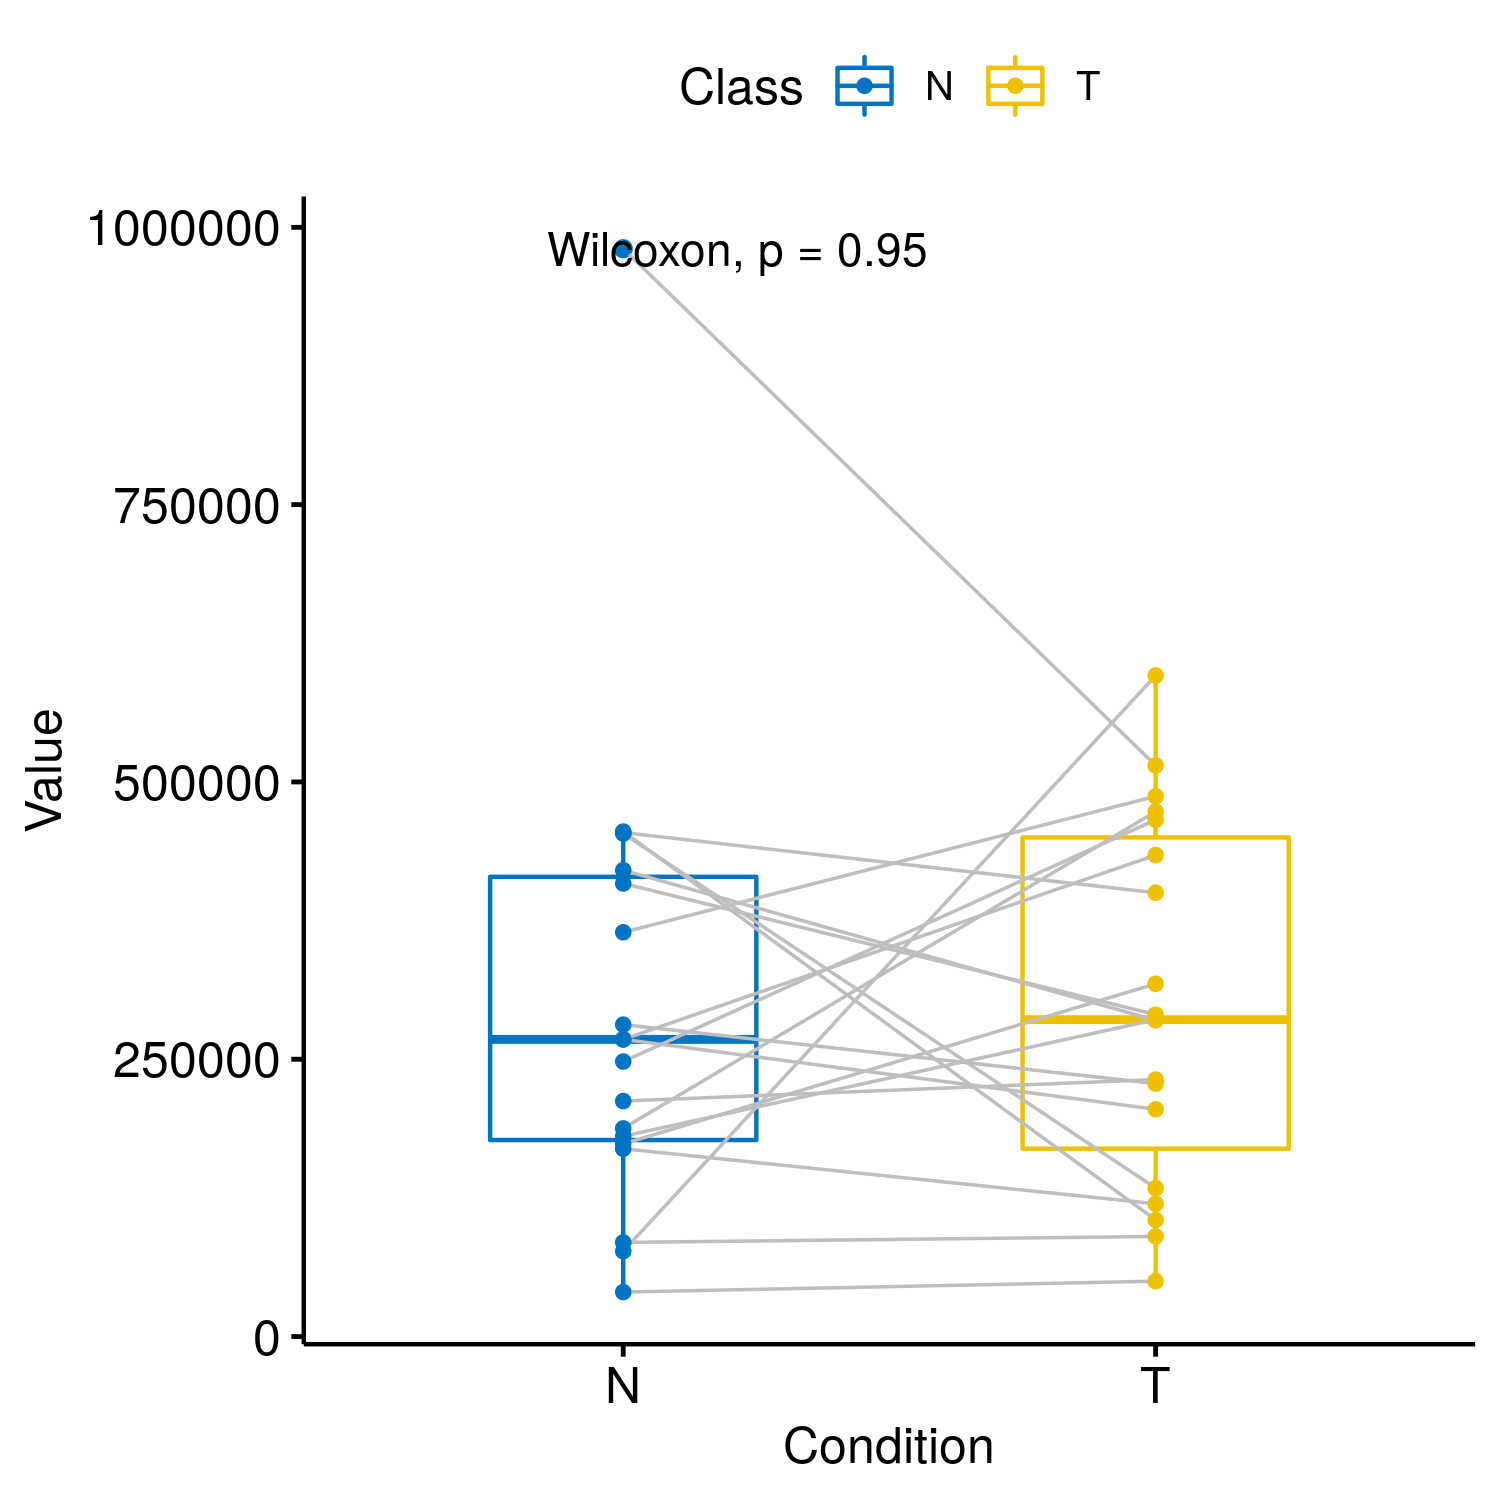 Class N T
1000000
Wilcoxon, p = 0.95
750000
500000
250000
0
Value
N T
Condition